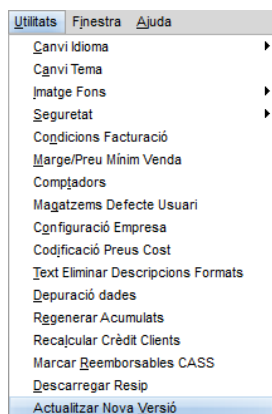 Utilitats Finestra Ajuda
Canvi Idioma
Canvi Tema
Imatge Fons
Seguretat
Condicions Facturació
Marge/Preu Mínim Venda
Comptadors
Magatzems Defecte Usuari
Configuració Empresa
Codificació Preus Cost
Text Eliminar Descripcions Formats
Depuració dades
Regenerar Acumulats
Recalcular Crèdit Clients
Marcar Reemborsables CASS
Descarregar Resip
Actualitzar Nova Versió